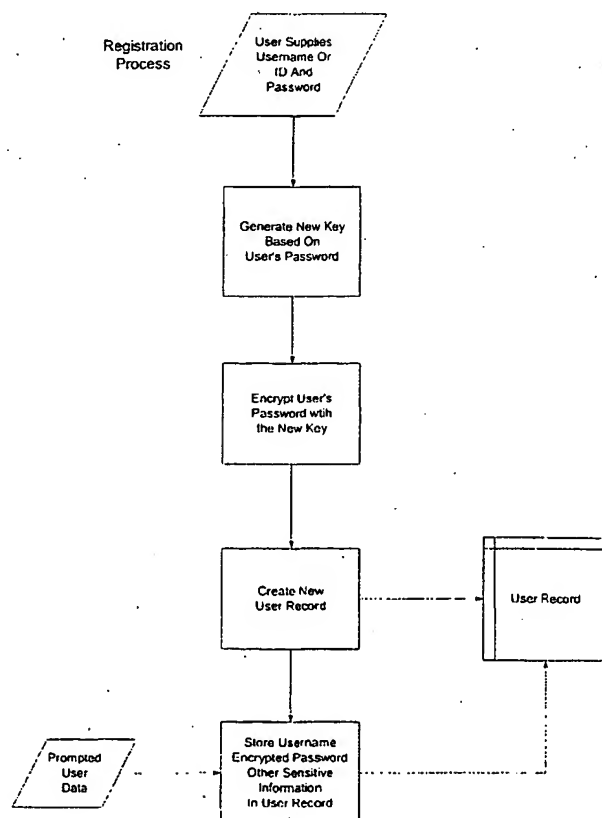 Registration
Process
User Supplies
Username Or
ID And
Password
Generate New Key
Based On
User's Password
Encrypt User's
Password wtih
the New Key
Create New
User Record
User Record
Prompted
User
Data
Store Username
Encrypted Password
Other Sensitive
Information
In User Record